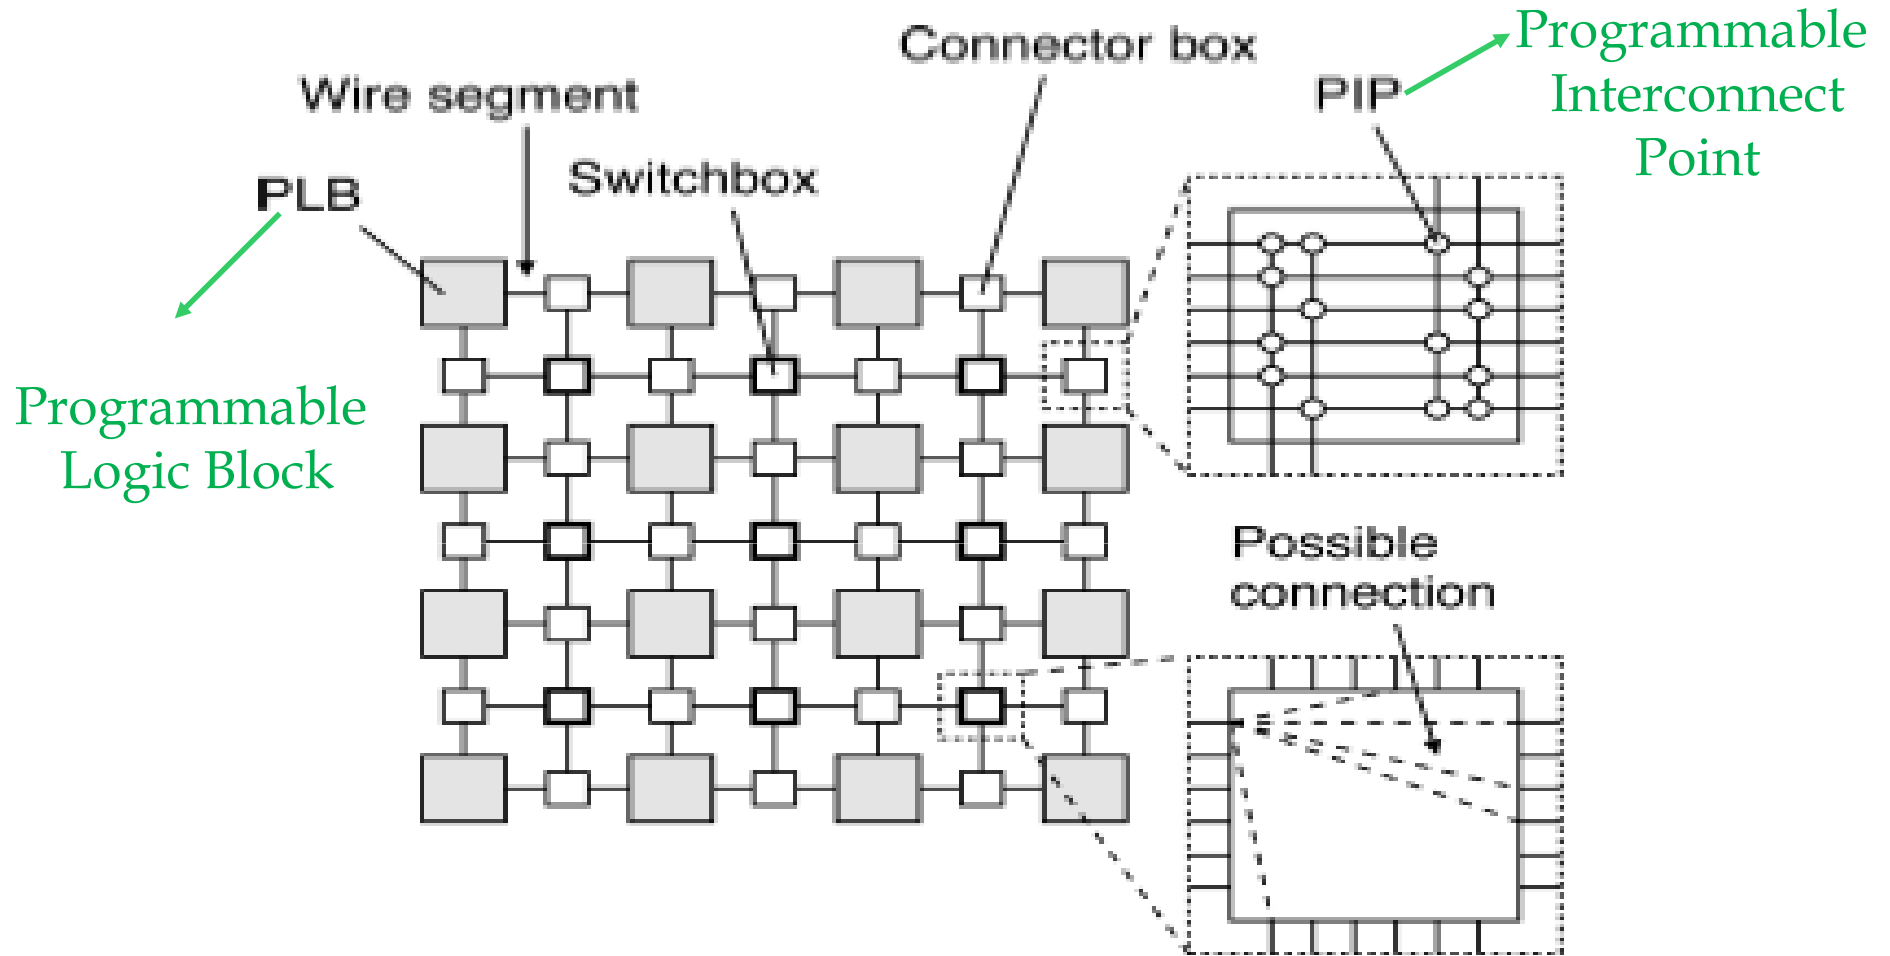 Connector box
Programmable
Interconnect
Point
PIP
Wire segment
Switchbox
PLB
Programmable
Logic Block
Possible
connection